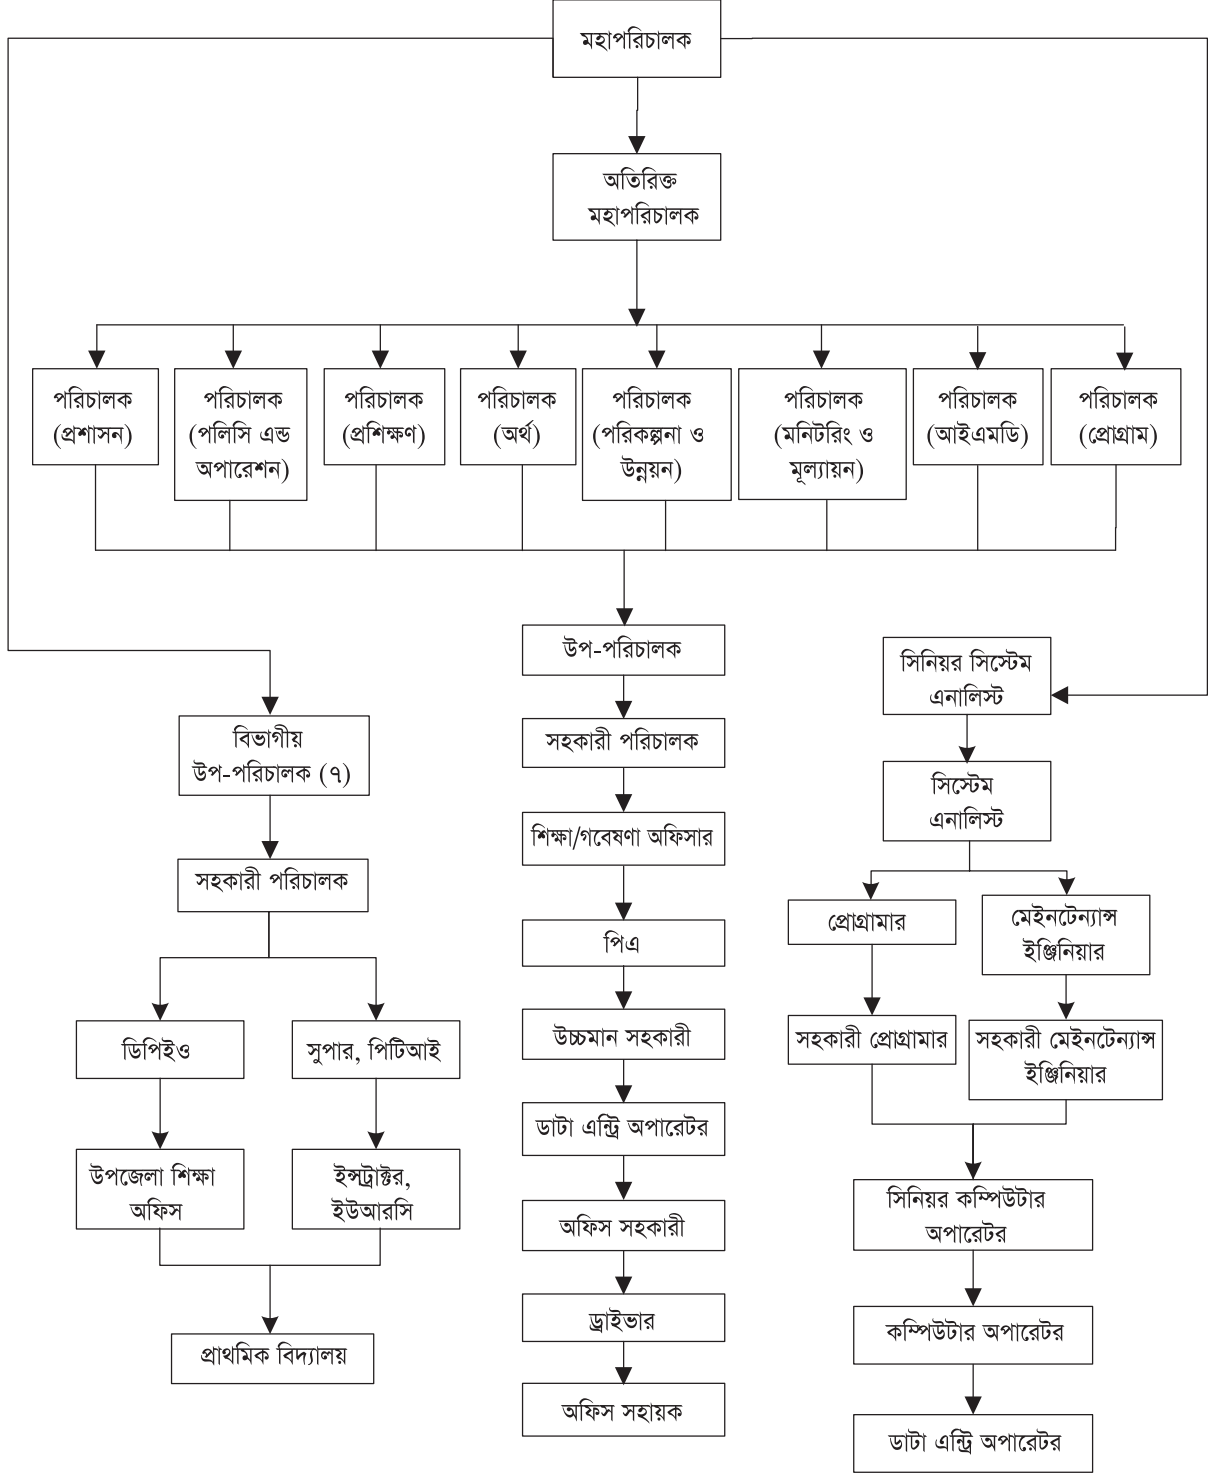 মহাপরিচালক
অতিরিক্ত
মহাপরিচালক
পরিচালক
(প্রশাসন)
পরিচালক
(পলিসি এন্ড
অপারেশন)
পরিচালক
(প্রশিক্ষণ)
পরিচালক
(অর্থ)
পরিচালক
(পরিকল্পনা ও
উন্নয়ন)
পরিচালক
(মনিটরিং ও
মূল্যায়ন)
পরিচালক
(আইএমডি)
পরিচালক
(প্রোগ্রাম)
বিভাগীয়
উপ-পরিচালক (৭)
সহকারী পরিচালক
ডিপিইও
সুপার, পিটিআই
উপজেলা শিক্ষা
অফিস
ইন্সট্রাক্টর,
ইউআরসি
প্রাথমিক বিদ্যালয়
উপ-পরিচালক
সহকারী পরিচালক
শিক্ষা/গবেষণা অফিসার
পিএ
উচ্চমান সহকারী
ডাটা এন্ট্রি অপারেটর
অফিস সহকারী
ড্রাইভার
অফিস সহায়ক
সিনিয়র সিস্টেম
এনালিস্ট
সিস্টেম
এনালিস্ট
প্রোগ্রামার
মেইনটেন্যান্স
ইঞ্জিনিয়ার
সহকারী প্রোগ্রামার
সহকারী মেইনটেন্যান্স
ইঞ্জিনিয়ার
সিনিয়র কম্পিউটার
অপারেটর
কম্পিউটার অপারেটর
ডাটা এন্ট্রি অপারেটর